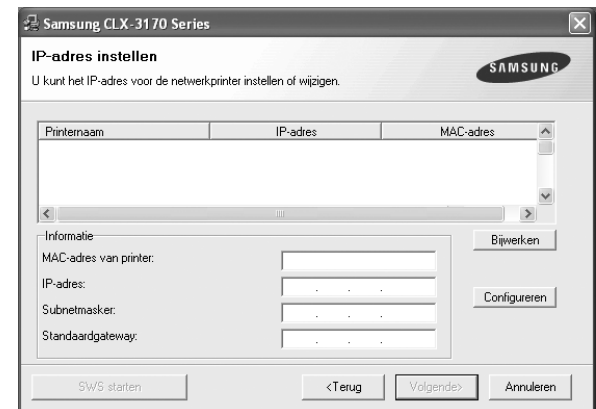 Samsung CLX-3170 Series
IP-adres instellen
U kunt het IP-adres voor de netwerkprinter instellen of wijzigen.
SAMSUNG
Printernaam IP-adres MAC-adres
Informatie
Bijwerken
MAC-adres van printer:
IP-adres:
Configureren
Subnetmasker:
Standaardgateway:
SWS starten <Terug Volgende> Annuleren